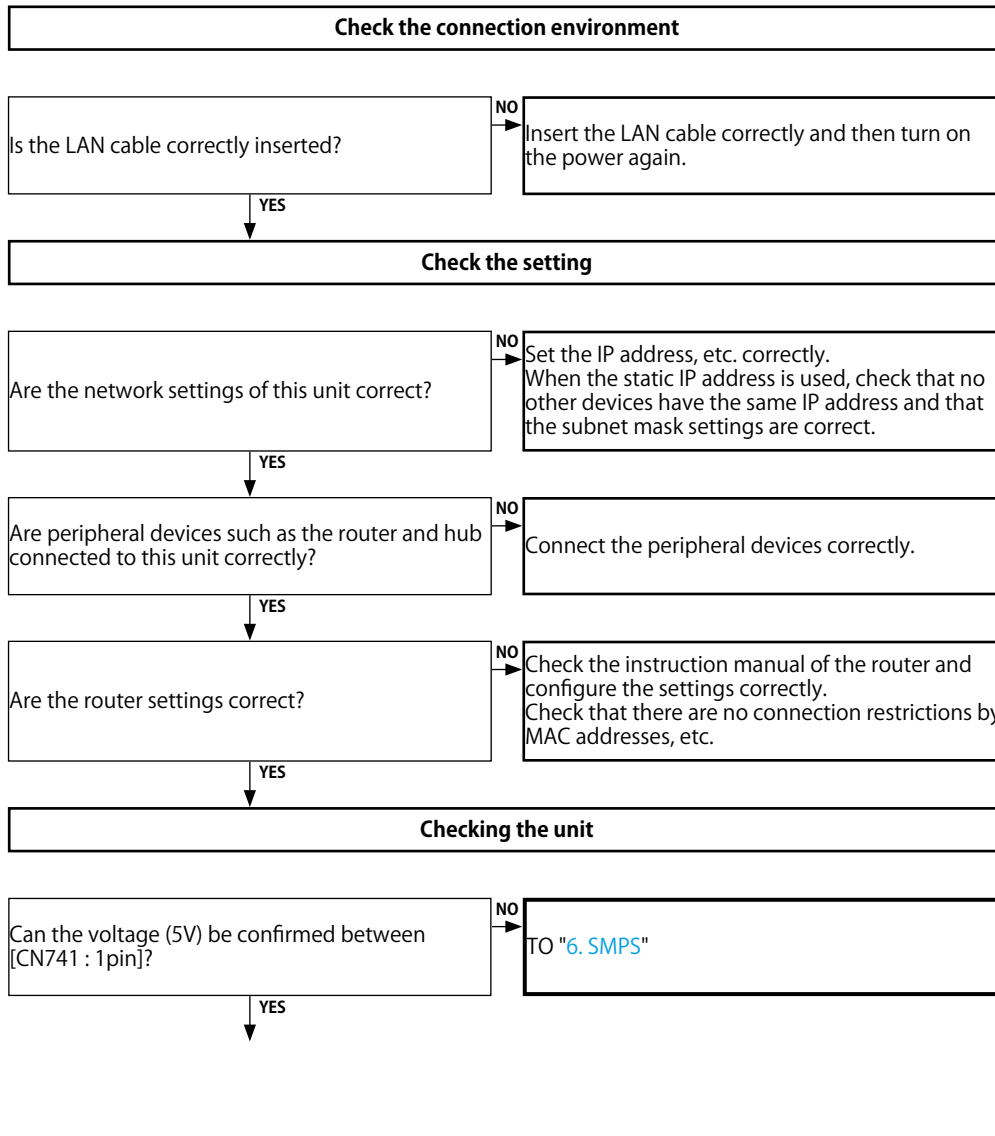 Check the connection environment
Is the LAN cable correctly inserted?
NO
Insert the LAN cable correctly and then turn on
the power again.
YES
Check the setting
Are the network settings of this unit correct?
NO
Set the IP address, etc. correctly.
When the static IP address is used, check that no
other devices have the same IP address and that
the subnet mask settings are correct.
YES
Are peripheral devices such as the router and hub
connected to this unit correctly?
NO
Connect the peripheral devices correctly.
YES
Are the router settings correct?
NO
Check the instruction manual of the router and
configure the settings correctly.
Check that there are no connection restrictions by
MAC addresses, etc.
YES
Checking the unit
Can the voltage (5V) be confirmed between
[CN741 : 1pin]?
NO
TO "6. SMPS"
YES